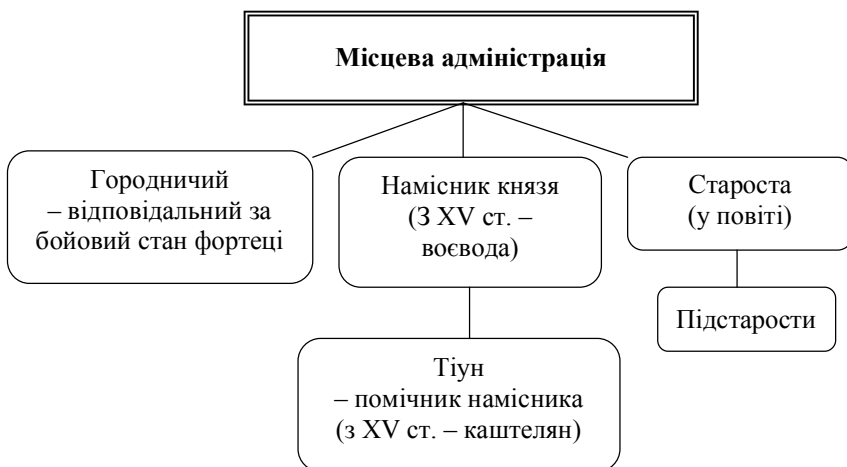 Місцева адміністрація
Городничий
– відповідальний за
бойовий стан фортеці
Намісник князя
(З XV ст. –
воєвода)
Староста
(у повіті)
Підстарости
Тіун
– помічник намісника
(з XV ст. – каштелян)